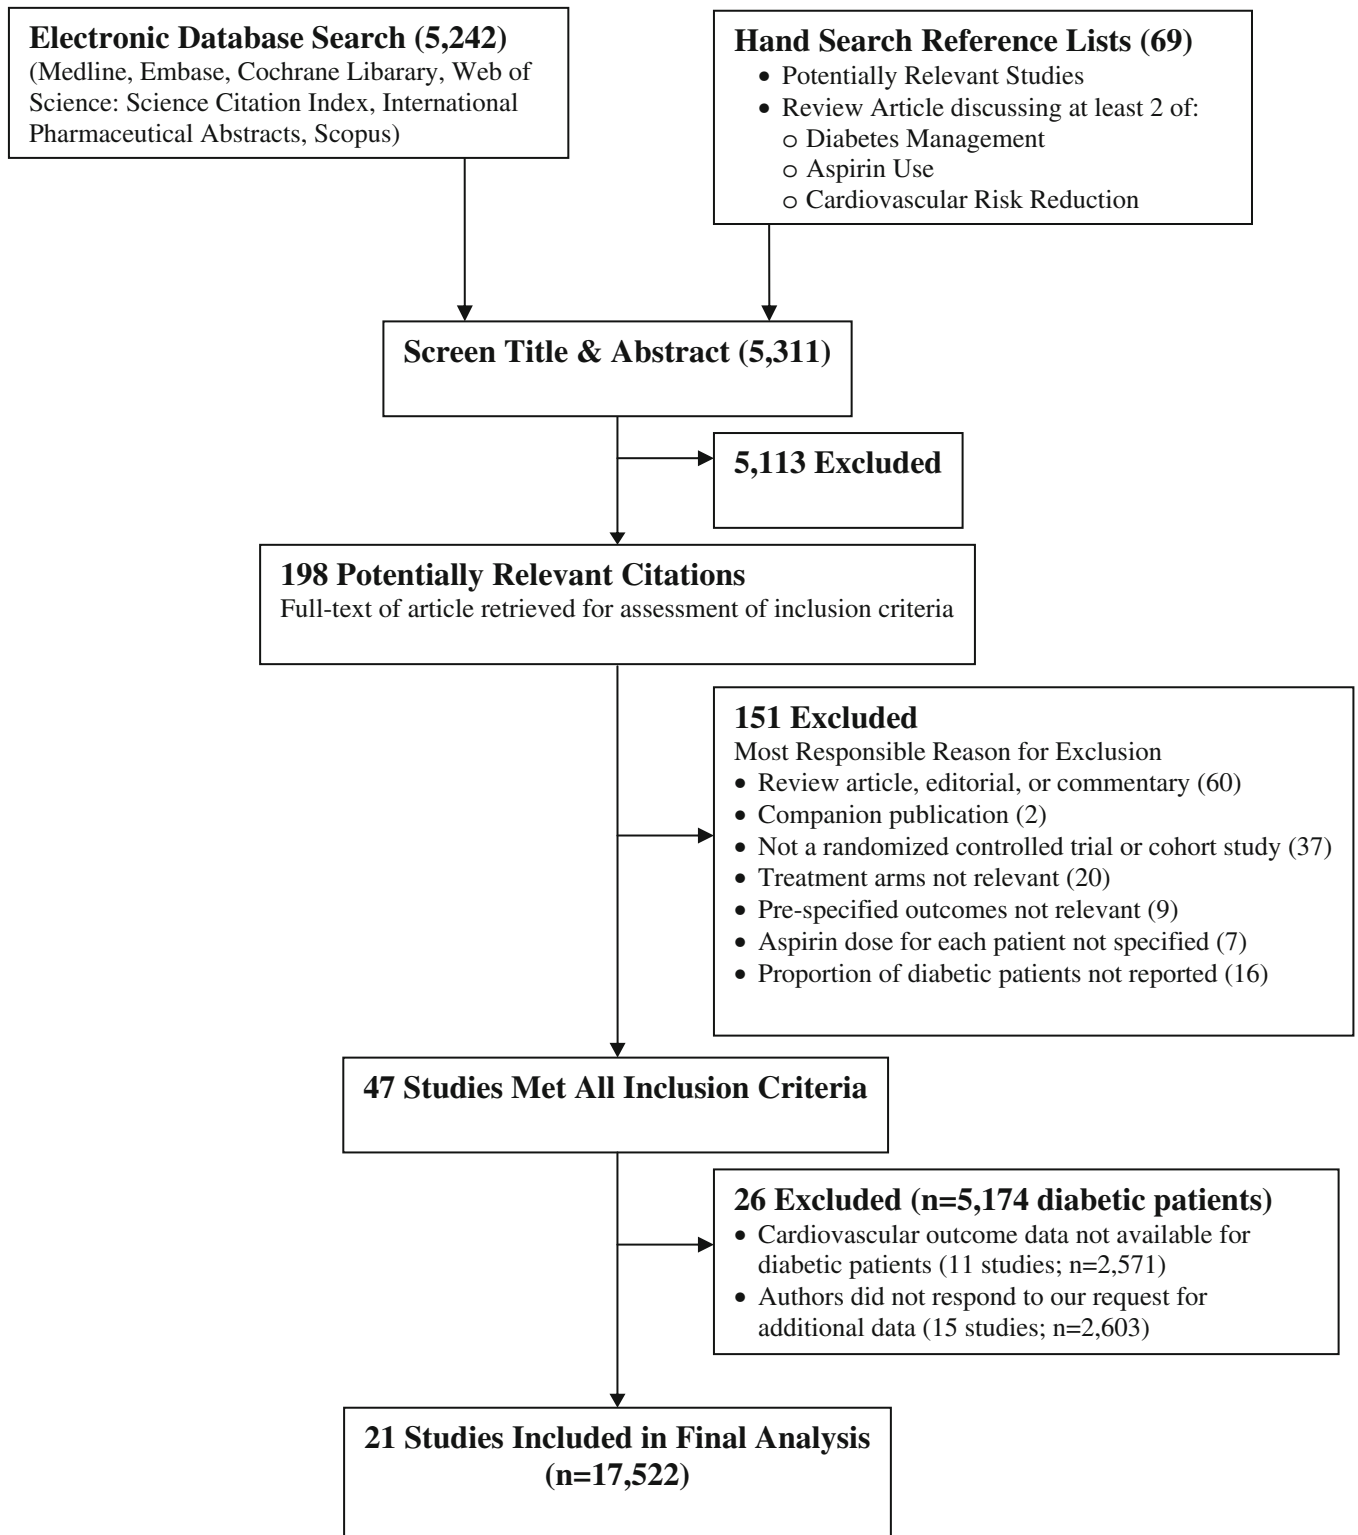 Electronic Database Search (5,242)
(Medline, Embase, Cochrane Libarary, Web of
Science: Science Citation Index, International
Pharmaceutical Abstracts, Scopus)
Hand Search Reference Lists (69)
• Potentially Relevant Studies
• Review Article discussing at least 2 of:
o Diabetes Management
o Aspirin Use
o Cardiovascular Risk Reduction
Screen Title & Abstract (5,311)
5,113 Excluded
198 Potentially Relevant Citations
Full-text of article retrieved for assessment of inclusion criteria
151 Excluded
Most Responsible Reason for Exclusion
• Review article, editorial, or commentary (60)
• Companion publication (2)
• Not a randomized controlled trial or cohort study (37)
• Treatment arms not relevant (20)
• Pre-specified outcomes not relevant (9)
• Aspirin dose for each patient not specified (7)
• Proportion of diabetic patients not reported (16)
47 Studies Met All Inclusion Criteria
26 Excluded (n=5,174 diabetic patients)
• Cardiovascular outcome data not available for
diabetic patients (11 studies; n=2,571)
• Authors did not respond to our request for
additional data (15 studies; n=2,603)
21 Studies Included in Final Analysis
(n=17,522)